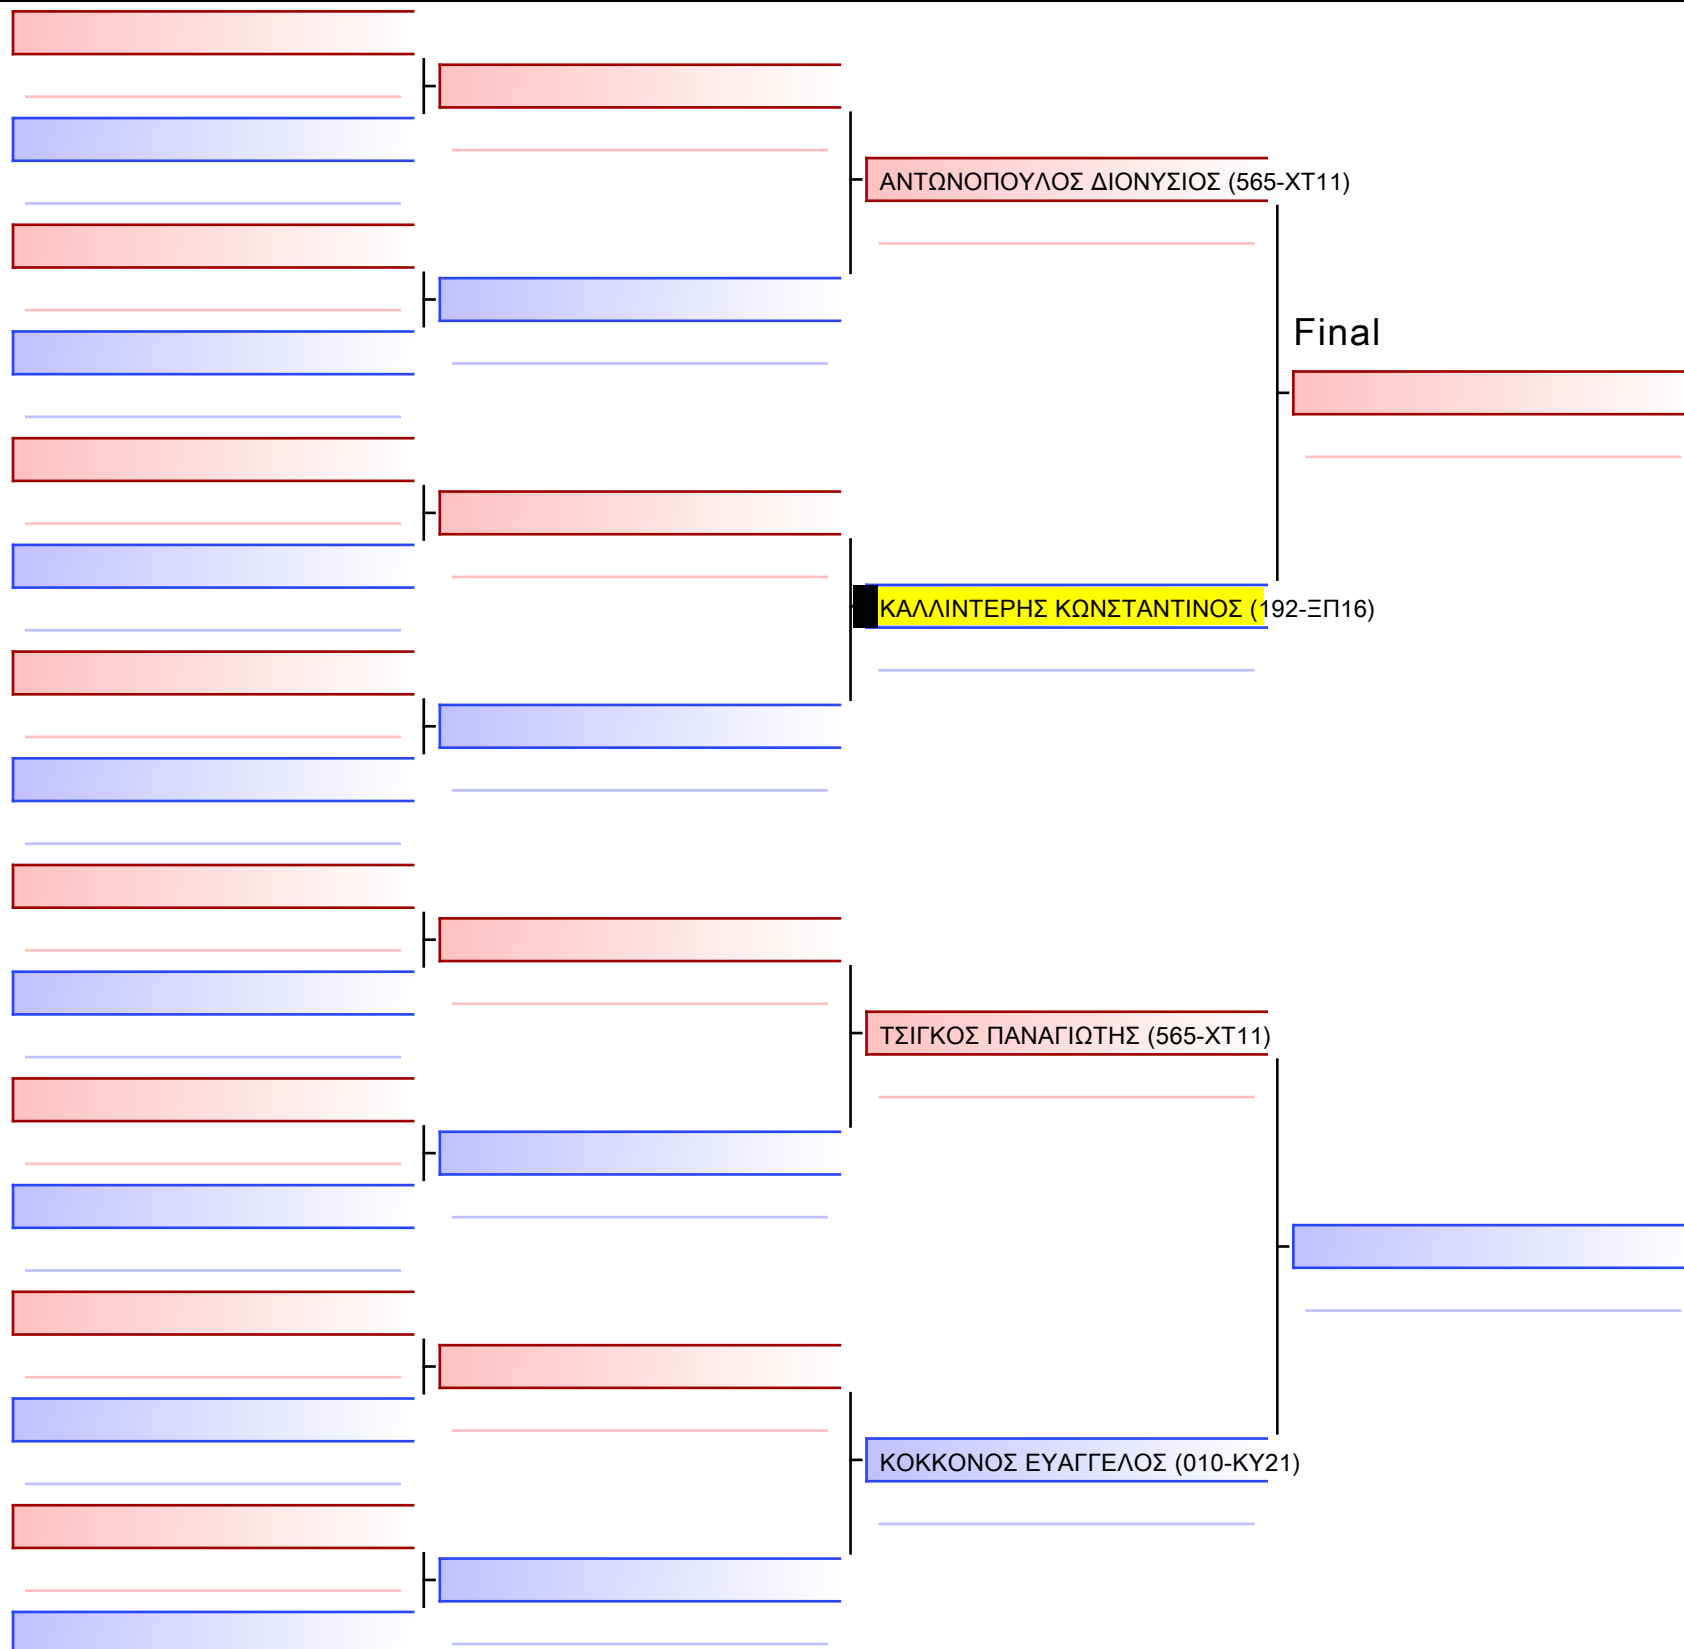 ΑΝΤΩΝΟΠΟΥΛΟΣ ΔΙΟΝΥΣΙΟΣ (565-ΧΤ11)
Final
ΚΑΛΛΙΝΤΕΡΗΣ ΚΩΝΣΤΑΝΤΙΝΟΣ (192-ΞΠ16)
ΤΣΙΓΚΟΣ ΠΑΝΑΓΙΩΤΗΣ (565-ΧΤ11)
ΚΟΚΚΟΝΟΣ ΕΥΑΓΓΕΛΟΣ (010-ΚΥ21)